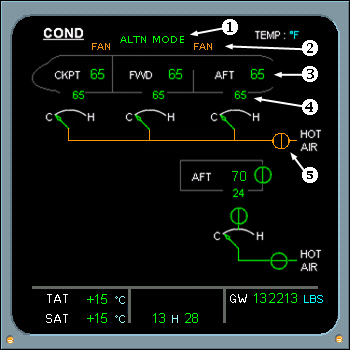 COND
ALTN MODE
TEMP : °F
FAN
FAN
1
2
CKPT 65
FWD 65
AFT 65
3
65
65
65
4
C H
C H
C H
HOT
AIR
5
AFT 70
24
C H
HOT
AIR
TAT +15 °C
GW 132213 LBS
SAT +15 °C
13 H 28